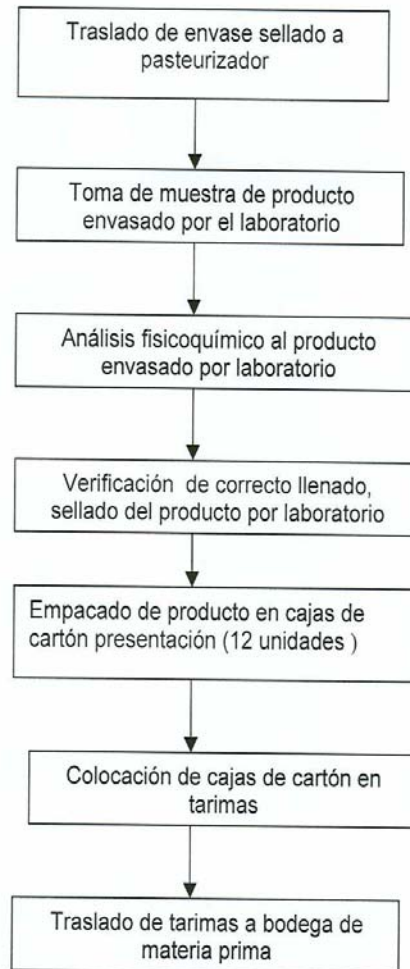 Traslado de envase sellado a
pasteurizador
Toma de muestra de producto
envasado por el laboratorio
Análisis fisicoquímico al producto
envasado por laboratorio
Verificación de correcto llenado,
sellado del producto por laboratorio
Empacado de producto en cajas de
cartón presentación (12 unidades )
Colocación de cajas de cartón en
tarimas
Traslado de tarimas a bodega de
materia prima